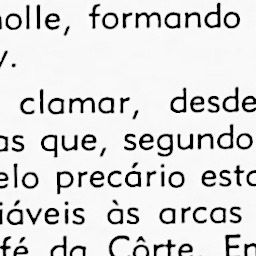 nolle, formando
y.
clamar, desde
as que, segundo
elo precário esta
iáveis às arcas
fé da Côrte. En